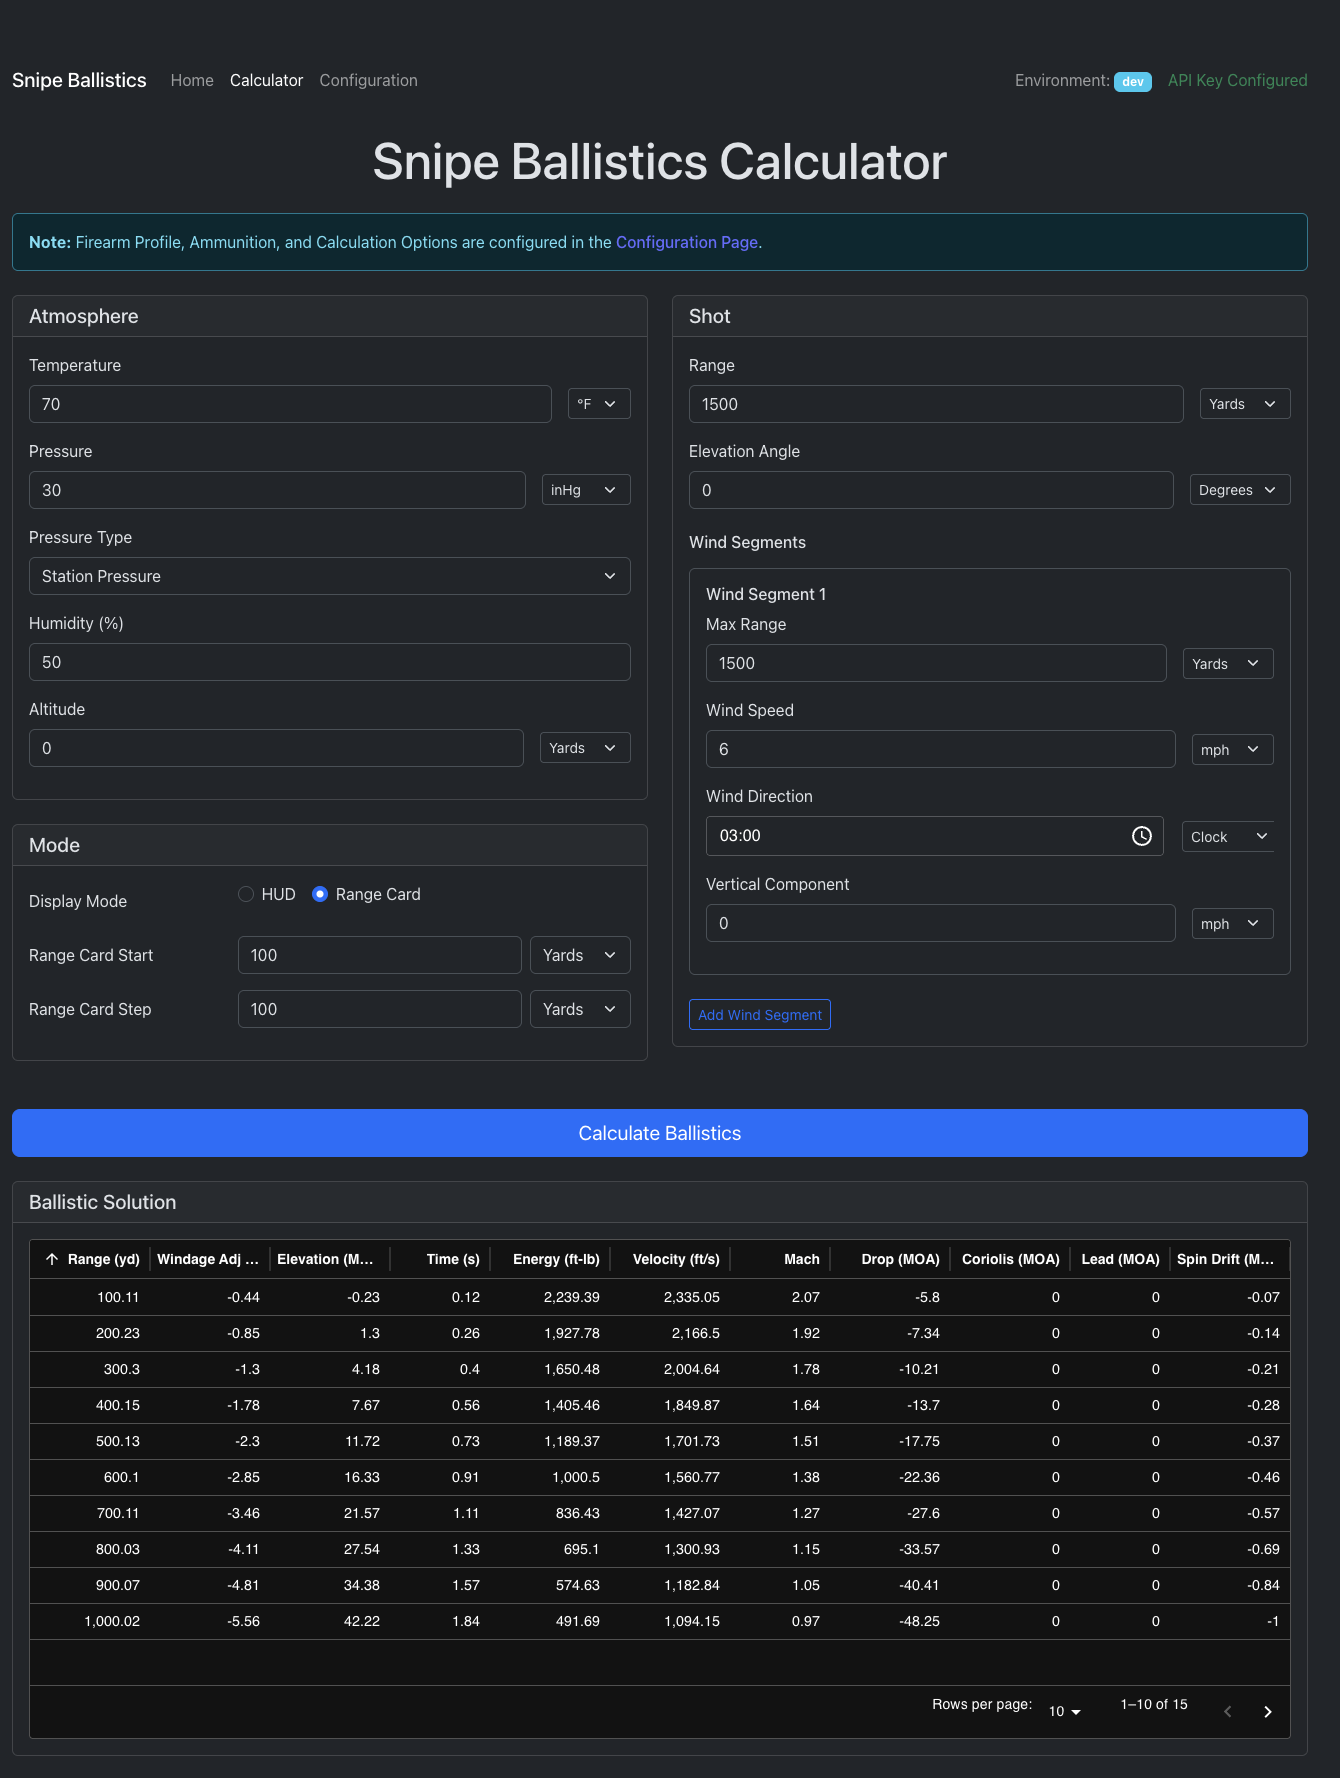 Snipe Ballistics Home Calculator Configuration Environment: dev API Key Configured
Snipe Ballistics Calculator
Note: Firearm Profile, Ammunition, and Calculation Options are configured in the Configuration Page.
Atmosphere
Temperature
70 °F
Pressure
30 inHg
Pressure Type
Station Pressure
Humidity (%)
50
Altitude
0 Yards
Mode
Display Mode HUD Range Card
Range Card Start 100 Yards
Range Card Step 100 Yards
Shot
Range
1500 Yards
Elevation Angle
0 Degrees
Wind Segments
Wind Segment 1
Max Range
1500 Yards
Wind Speed
6 mph
Wind Direction
03:00 Clock
Vertical Component
0 mph
Add Wind Segment
Calculate Ballistics
Ballistic Solution
Range (yd) Windage Adj ... Elevation (M... Time (s) Energy (ft-lb) Velocity (ft/s) Mach Drop (MOA) Coriolis (MOA) Lead (MOA) Spin Drift (M...
100.11 -0.44 -0.23 0.12 2,239.39 2,335.05 2.07 -5.8 0 0 -0.07
200.23 -0.85 1.3 0.26 1,927.78 2,166.5 1.92 -7.34 0 0 -0.14
300.3 -1.3 4.18 0.4 1,650.48 2,004.64 1.78 -10.21 0 0 -0.21
400.15 -1.78 7.67 0.56 1,405.46 1,849.87 1.64 -13.7 0 0 -0.28
500.13 -2.3 11.72 0.73 1,189.37 1,701.73 1.51 -17.75 0 0 -0.37
600.1 -2.85 16.33 0.91 1,000.5 1,560.77 1.38 -22.36 0 0 -0.46
700.11 -3.46 21.57 1.11 836.43 1,427.07 1.27 -27.6 0 0 -0.57
800.03 -4.11 27.54 1.33 695.1 1,300.93 1.15 -33.57 0 0 -0.69
900.07 -4.81 34.38 1.57 574.63 1,182.84 1.05 -40.41 0 0 -0.84
1,000.02 -5.56 42.22 1.84 491.69 1,094.15 0.97 -48.25 0 0 -1
Rows per page: 10 1–10 of 15